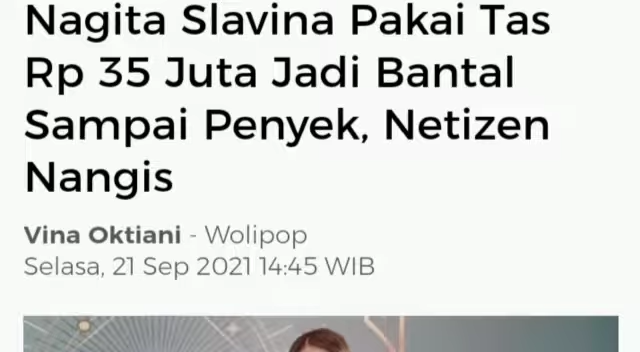 Nagita Slavina Pakai Tas
Rp 35 Juta Jadi Bantal
Sampai Penyek, Netizen
Nangis
Vina Oktiani - Wolipop
Selasa, 21 Sep 2021 14:45 WIB